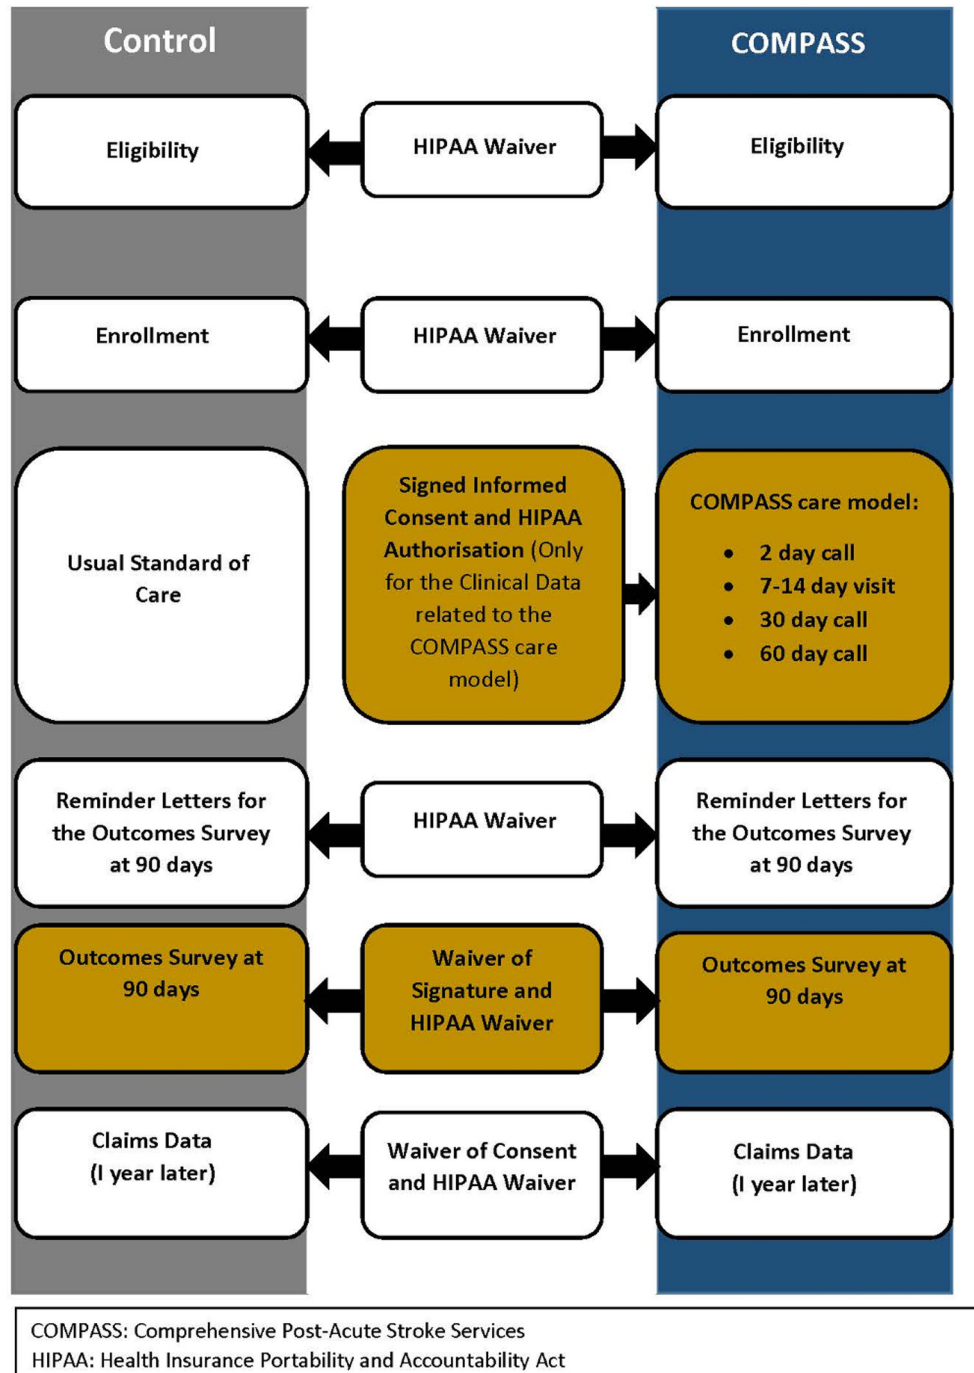 Control
COMPASS
Eligibility
HIPAA Waiver
Eligibility
Enrollment
HIPAA Waiver
Enrollment
Usual Standard of
Care
Signed Informed
Consent and HIPAA
Authorisation (Only
for the Clinical Data
related to the
COMPASS care
model)
COMPASS care model:
• 2 day call
• 7-14 day visit
• 30 day call
• 60 day call
Reminder Letters for
the Outcomes Survey
at 90 days
HIPAA Waiver
Reminder Letters for
the Outcomes Survey
at 90 days
Outcomes Survey at
90 days
Waiver of
Signature and
HIPAA Waiver
Outcomes Survey at
90 days
Claims Data
(I year later)
Waiver of Consent
and HIPAA Waiver
Claims Data
(I year later)
COMPASS: Comprehensive Post-Acute Stroke Services
HIPAA: Health Insurance Portability and Accountability Act